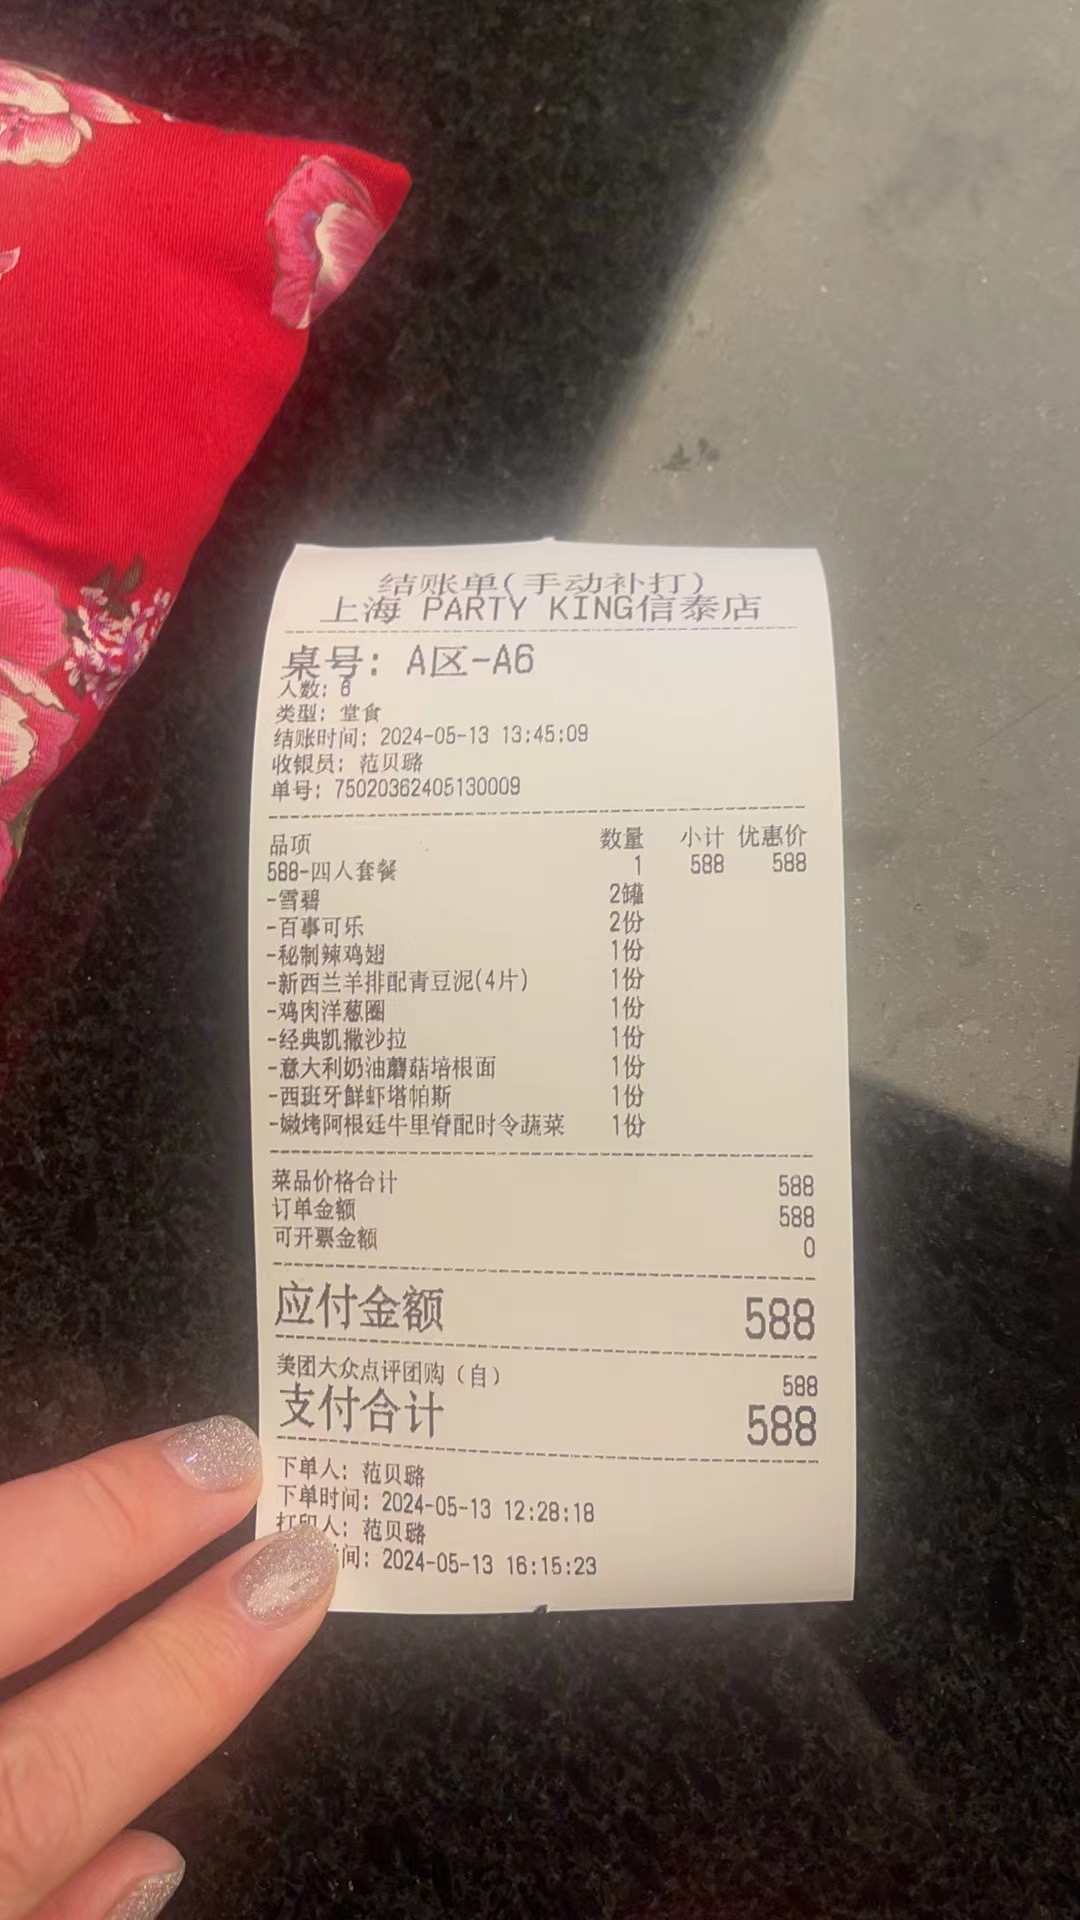 结账单(手动补打)
上海 PARTY KING信泰店
桌号: A区-A6
人数: 6
类型: 堂食
结账时间: 2024-05-13 13:45:09
收银员: 范贝璐
单号: 75020362405130009
品项 数量 小计 优惠价
588-四人套餐 1 588 588
-雪碧 2罐
-百事可乐 2份
-秘制辣鸡翅 1份
-新西兰羊排配青豆泥(4片) 1份
-鸡肉洋葱圈 1份
-经典凯撒沙拉 1份
-意大利奶油蘑菇培根面 1份
-西班牙鲜虾塔帕斯 1份
-嫩烤阿根廷牛里脊配时令蔬菜 1份
菜品价格合计 588
订单金额 588
可开票金额 0
应付金额 588
美团大众点评团购（自） 588
支付合计 588
下单人: 范贝璐
下单时间: 2024-05-13 12:28:18
打印人: 范贝璐
间: 2024-05-13 16:15:23